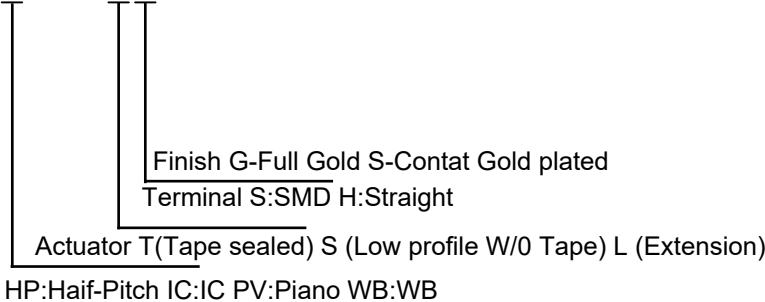 Finish G-Full Gold S-Contat Gold plated
Terminal S:SMD H:Straight
Actuator T(Tape sealed) S (Low profile W/0 Tape) L (Extension)
HP:Haif-Pitch IC:IC PV:Piano WB:WB